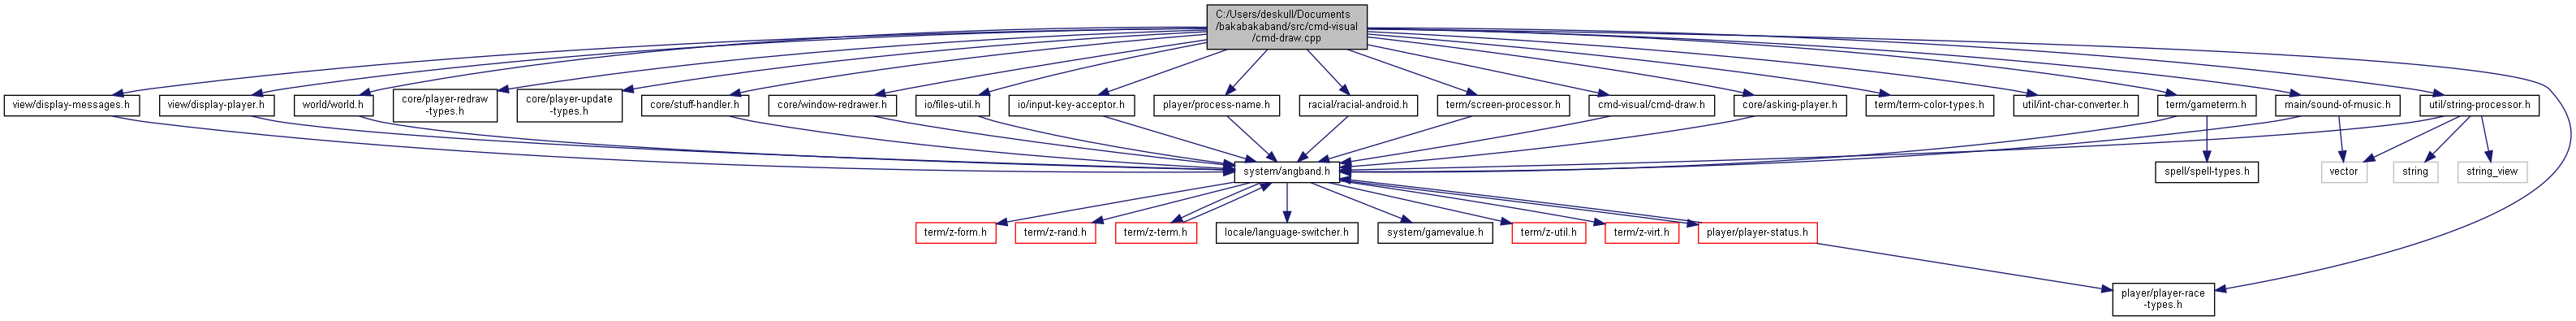 C:/Users/deskull/Documents
/bakabakaband/src/cmd-visual
/cmd-draw.cpp
view/display-messages.h
view/display-player.h
world/world.h
core/player-redraw
-types.h
core/player-update
-types.h
core/stuff-handler.h
core/window-redrawer.h
io/files-util.h
io/input-key-acceptor.h
player/process-name.h
racial/racial-android.h
term/screen-processor.h
cmd-visual/cmd-draw.h
core/asking-player.h
term/term-color-types.h
util/int-char-converter.h
term/gameterm.h
main/sound-of-music.h
util/string-processor.h
system/angband.h
spell/spell-types.h
vector
string
string_view
term/z-form.h
term/z-rand.h
term/z-term.h
locale/language-switcher.h
system/gamevalue.h
term/z-util.h
term/z-virt.h
player/player-status.h
player/player-race
-types.h